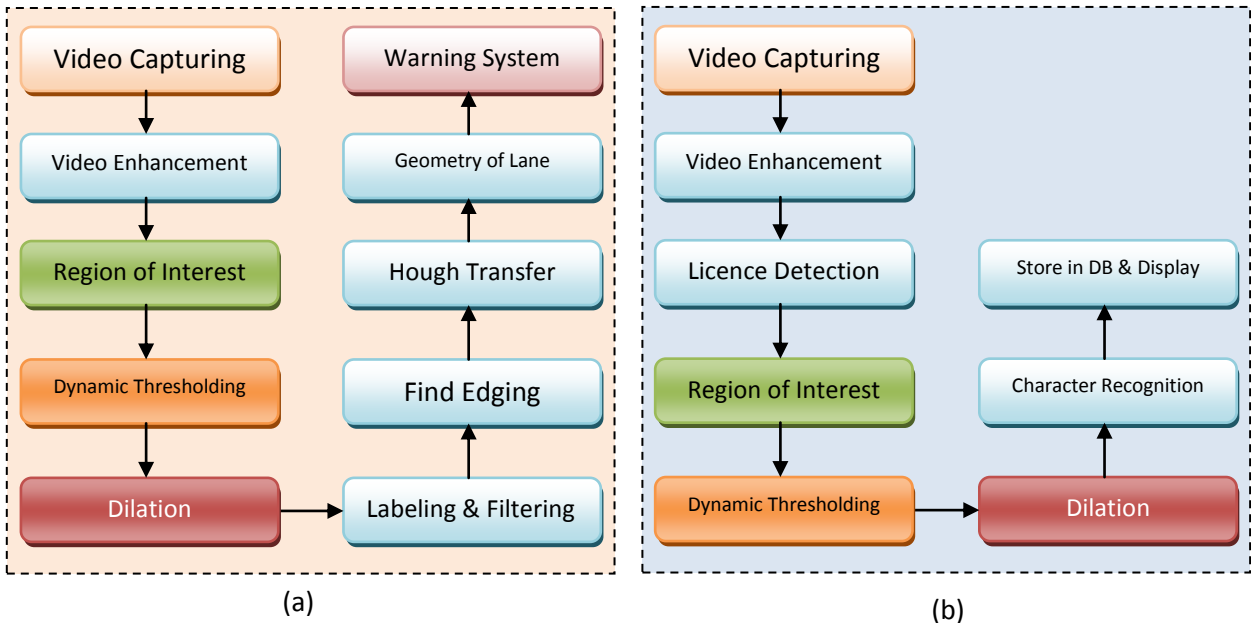 Video Capturing
Video Enhancement
Region of Interest
Dynamic Thresholding
Dilation
Labeling & Filtering
Find Edging
Hough Transfer
Geometry of Lane
Warning System
(a)
Video Capturing
Video Enhancement
Licence Detection
Region of Interest
Dynamic Thresholding
Dilation
Character Recognition
Store in DB & Display
(b)